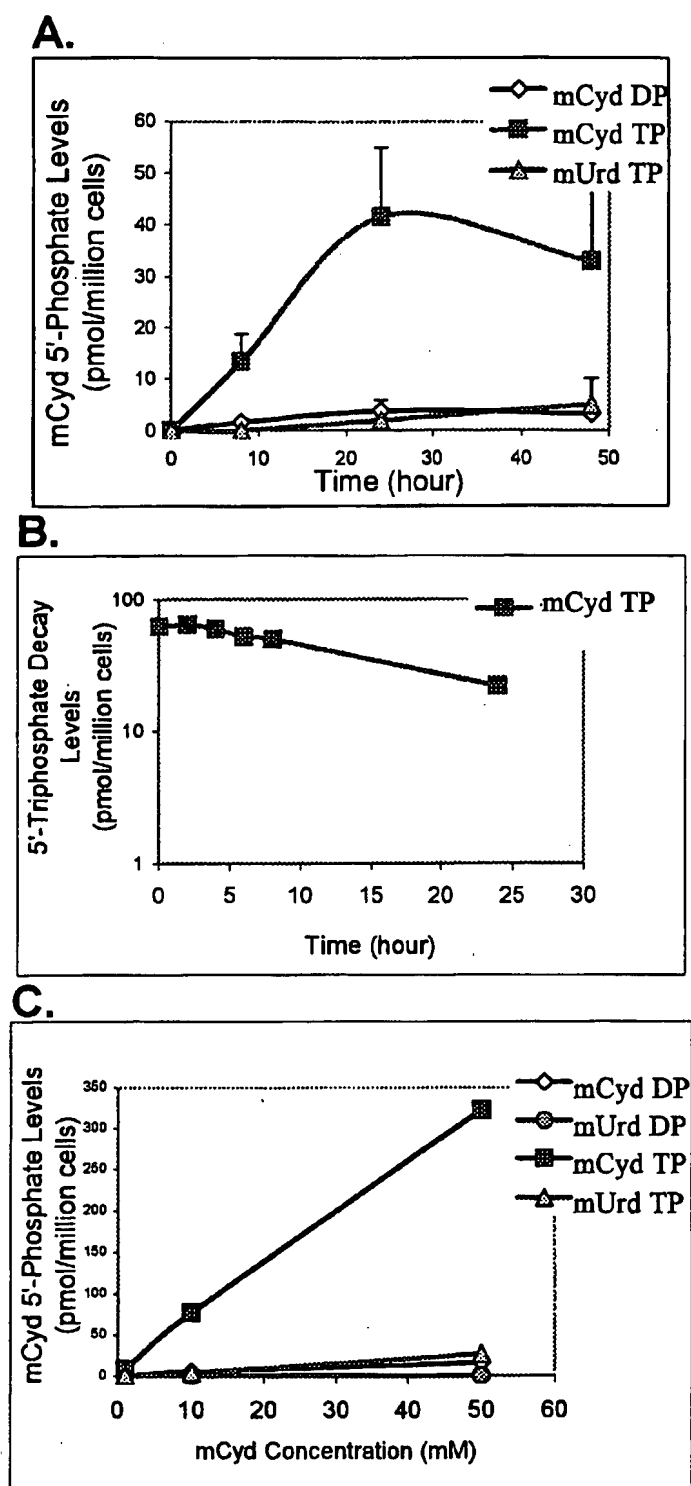 A.
mCyd DP
mCyd TP
mUrd TP
mCyd 5'-Phosphate Levels
(pmol/million cells)
60
50
40
30
20
10
0
0 10 20 30 40 50
Time (hour)
B.
mCyd TP
5'-Triphosphate Decay
Levels
(pmol/million cells)
100
10
1
0 5 10 15 20 25 30
Time (hour)
C.
mCyd DP
mUrd DP
mCyd TP
mUrd TP
mCyd 5'-Phosphate Levels
(pmol/million cells)
350
300
250
200
150
100
50
0
0 10 20 30 40 50 60
mCyd Concentration (mM)